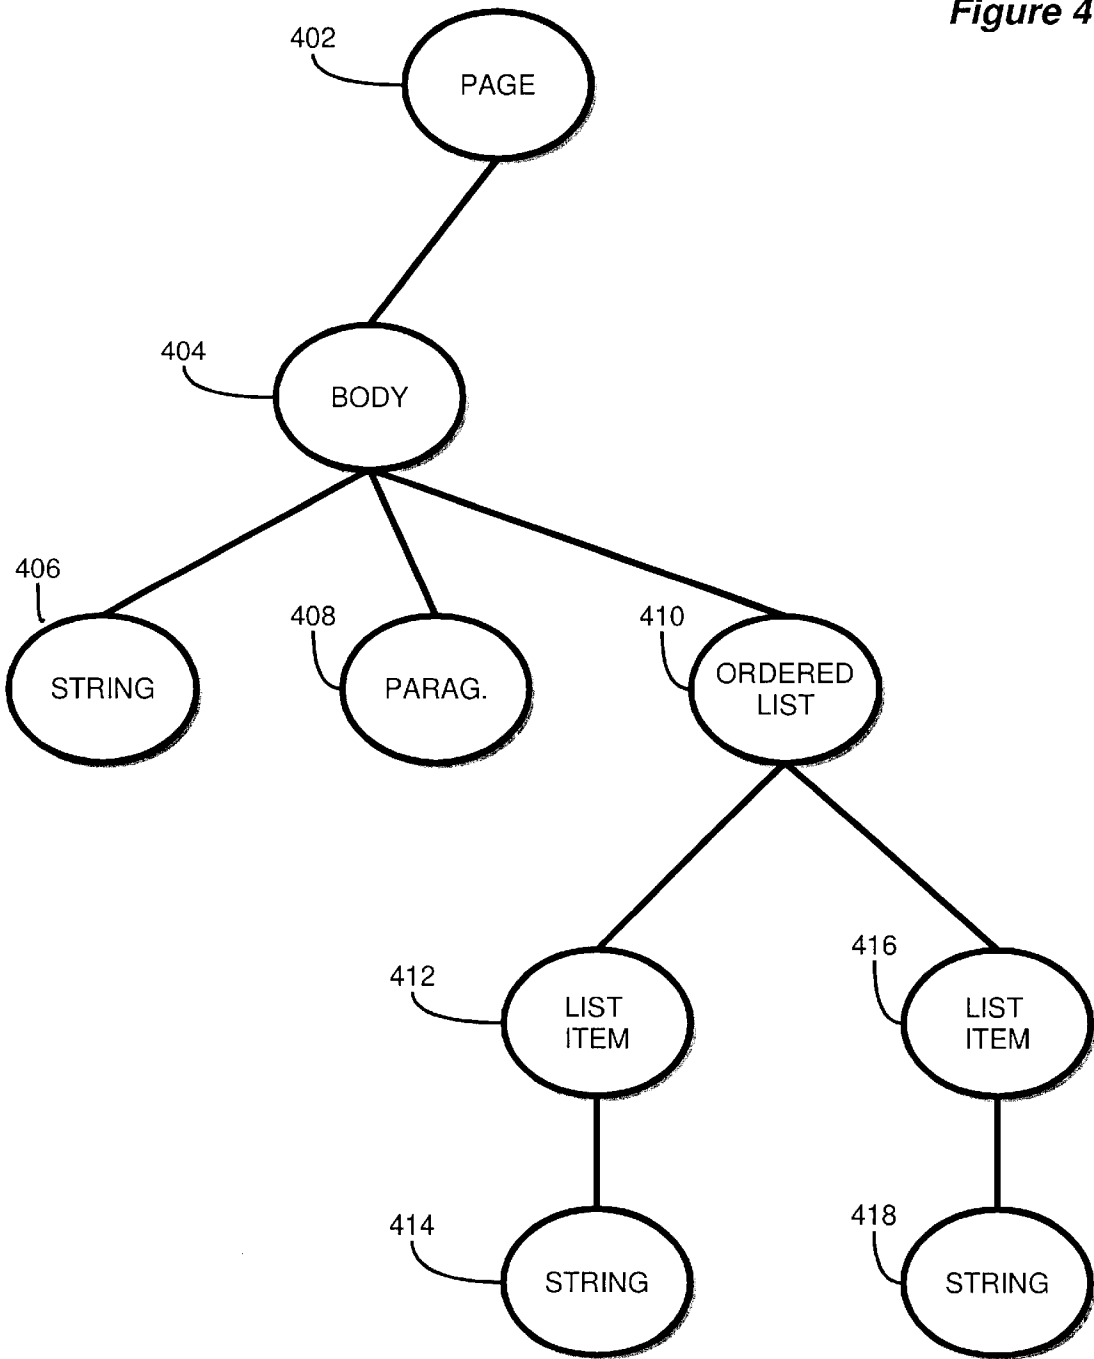 Figure 4
402
PAGE
404
BODY
406
STRING
408
PARAG.
410
ORDERED
LIST
412
LIST
ITEM
416
LIST
ITEM
414
STRING
418
STRING